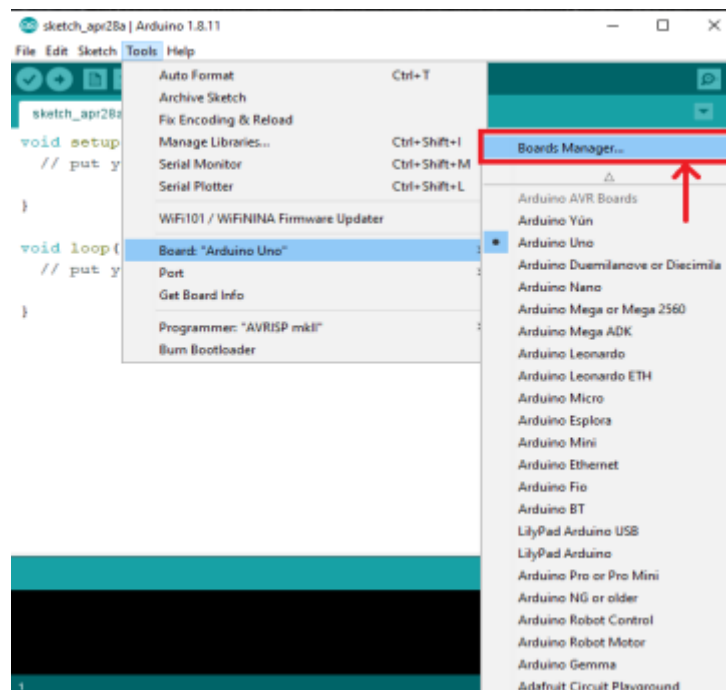 sketch_apr28a | Arduino 1.8.11
File Edit Sketch Tools Help
sketch_apr28a
void setup
// put y
}
void loop(
// put y
}
Auto Format Ctrl+T
Archive Sketch
Fix Encoding & Reload
Manage Libraries... Ctrl+Shift+I
Serial Monitor Ctrl+Shift+M
Serial Plotter Ctrl+Shift+L
WiFi101 / WiFiNINA Firmware Updater
Board: "Arduino Uno"
Port
Get Board Info
Programmer: "AVRISP mkII"
Burn Bootloader
Boards Manager...
Arduino AVR Boards
Arduino Yún
Arduino Uno
Arduino Duemilanove or Diecimila
Arduino Nano
Arduino Mega or Mega 2560
Arduino Mega ADK
Arduino Leonardo
Arduino Leonardo ETH
Arduino Micro
Arduino Esplora
Arduino Mini
Arduino Ethernet
Arduino Fio
Arduino BT
LilyPad Arduino USB
LilyPad Arduino
Arduino Pro or Pro Mini
Arduino NG or older
Arduino Robot Control
Arduino Robot Motor
Arduino Gemma
Adafruit Circuit Playground
1